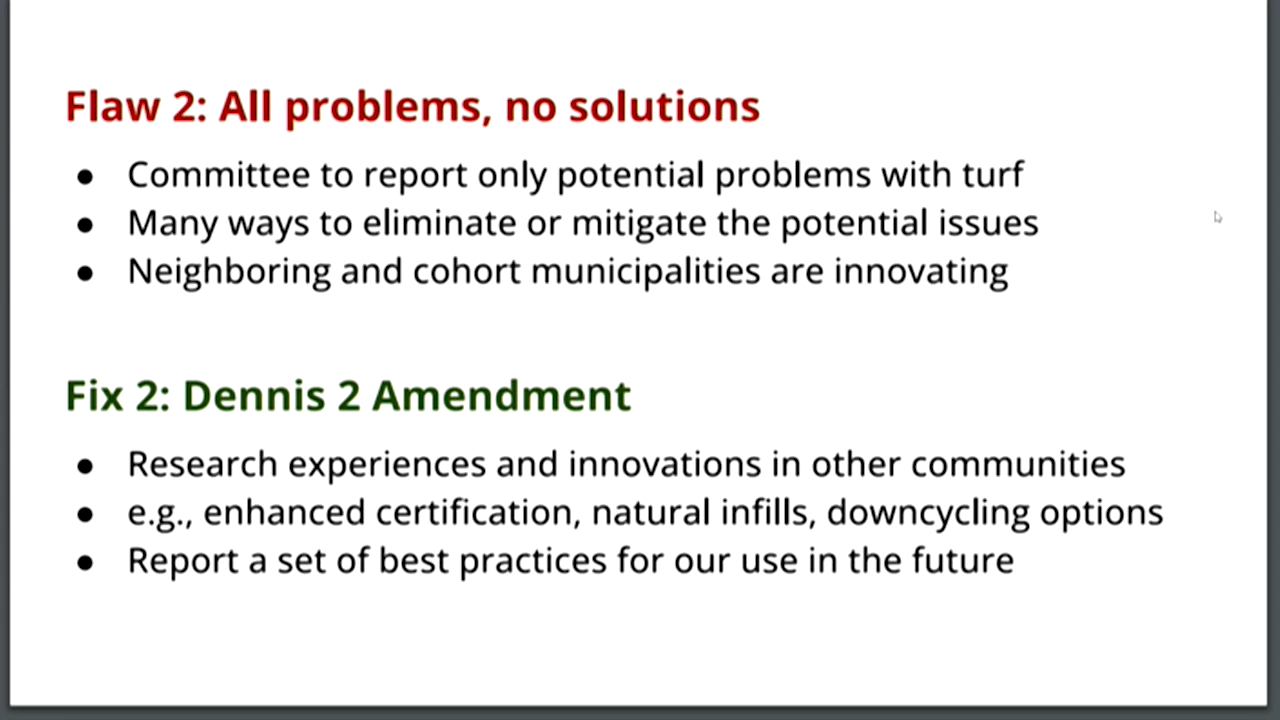 Flaw 2: All problems, no solutions
● Committee to report only potential problems with turf
● Many ways to eliminate or mitigate the potential issues
● Neighboring and cohort municipalities are innovating
Fix 2: Dennis 2 Amendment
● Research experiences and innovations in other communities
● e.g., enhanced certification, natural infills, downcycling options
● Report a set of best practices for our use in the future